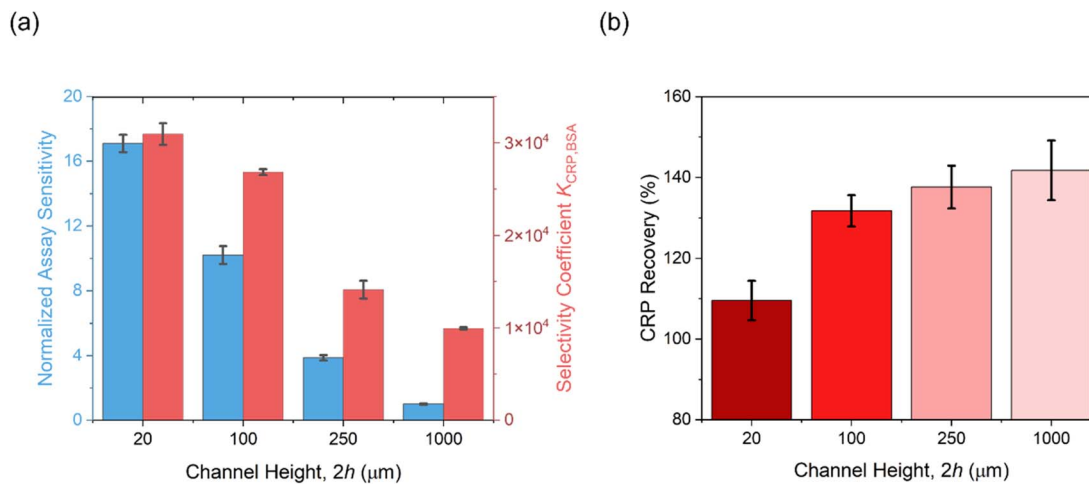 (a)
(b)
20
16
12
8
4
0
Normalized Assay Sensitivity
3×10⁴
2×10⁴
1×10⁴
0
Selectivity Coefficient K_CRP,BSA
20 100 250 1000
Channel Height, 2h (μm)
160
140
110
100
80
CRP Recovery (%)
20 100 250 1000
Channel Height, 2h (μm)